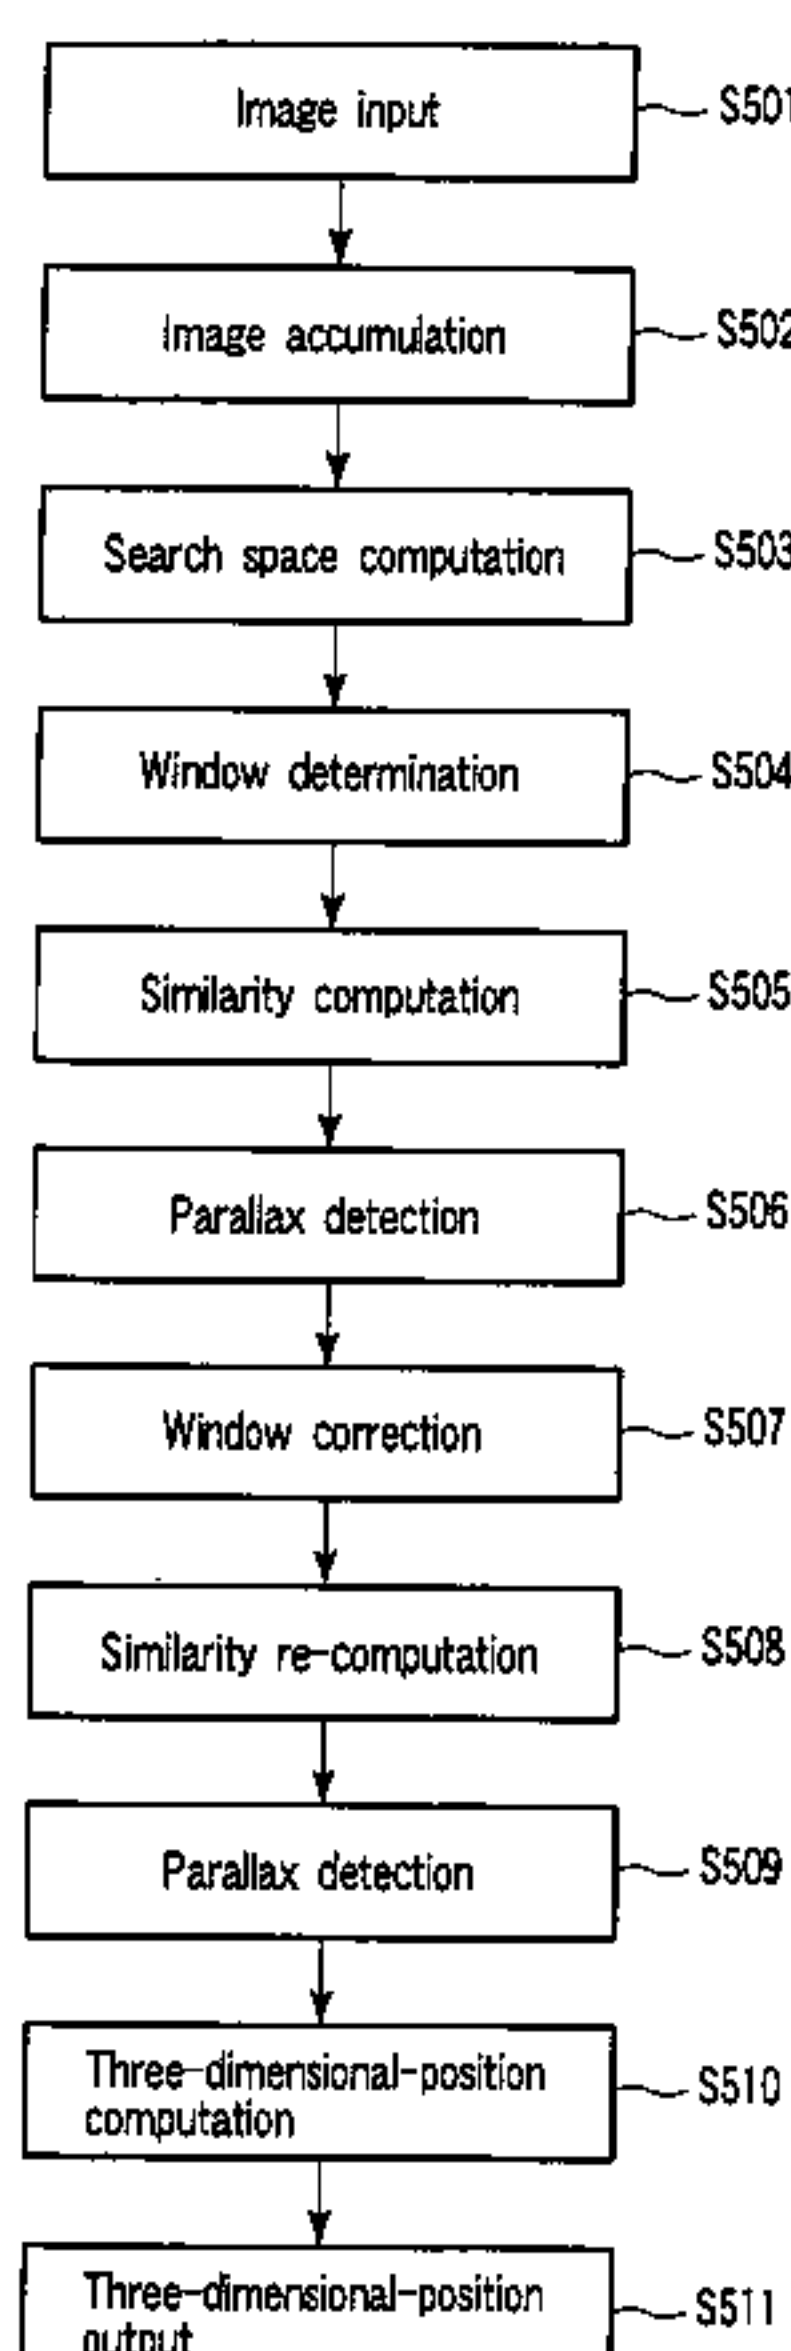 Image input S501
Image accumulation S502
Search space computation S503
Window determination S504
Similarity computation S505
Parallax detection S506
Window correction S507
Similarity re-computation S508
Parallax detection S509
Three-dimensional-position
computation
S510
Three-dimensional-position
output
S511